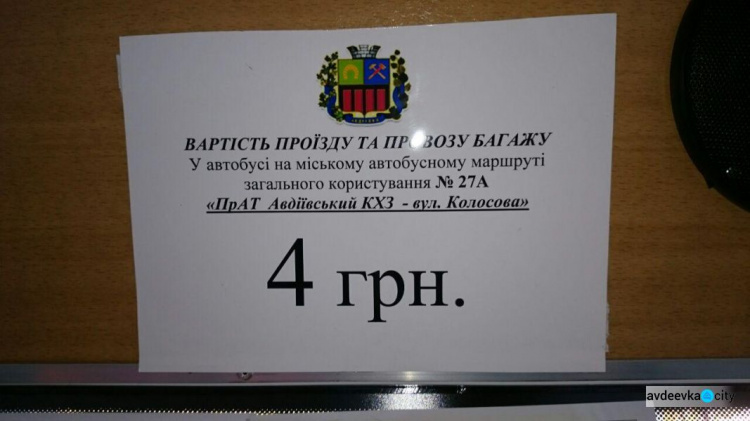 ВАРТІСТЬ ПРОЇЗДУ ТА ПРОВОЗУ БАГАЖУ
У автобусі на міському автобусному маршруті
загального користування № 27А
«ПрАТ Авдіївський КХЗ - вул. Колосова»
4 грн.
avdeevka city